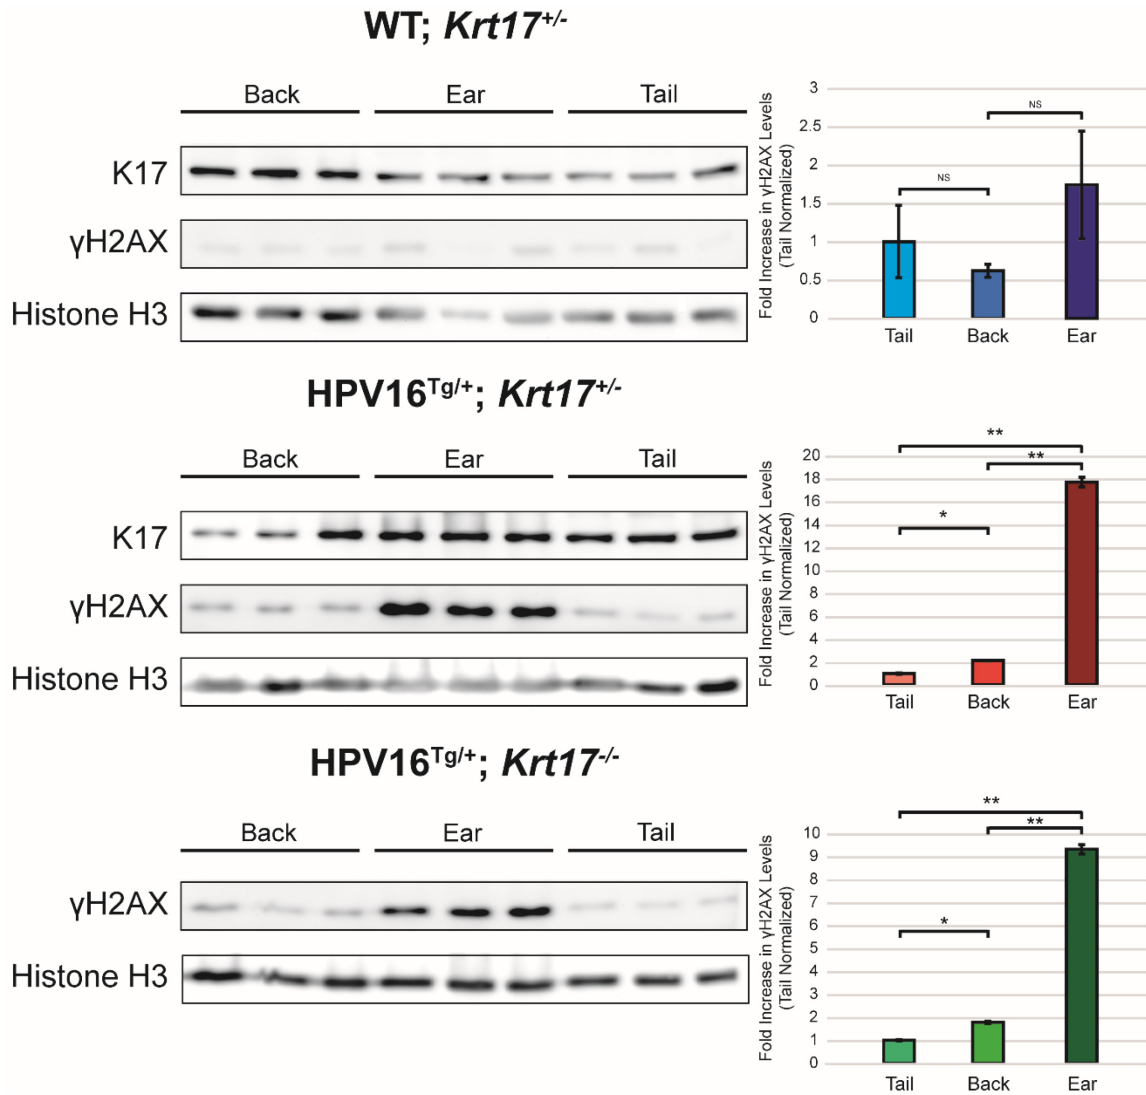 WT; Krt17+/-
Back Ear Tail
K17
γH2AX
Histone H3
Fold Increase in γH2AX Levels
(Tail Normalized)
3
2.5
2
1.5
1
0.5
0
NS
NS
Tail Back Ear
HPV16Tg/+; Krt17+/-
Back Ear Tail
K17
γH2AX
Histone H3
Fold Increase in γH2AX Levels
(Tail Normalized)
20
18
16
14
12
10
8
6
4
2
0
**
**
*
Tail Back Ear
HPV16Tg/+; Krt17-/-
Back Ear Tail
γH2AX
Histone H3
Fold Increase in γH2AX Levels
(Tail Normalized)
10
9
8
7
6
5
4
3
2
1
0
**
**
*
Tail Back Ear